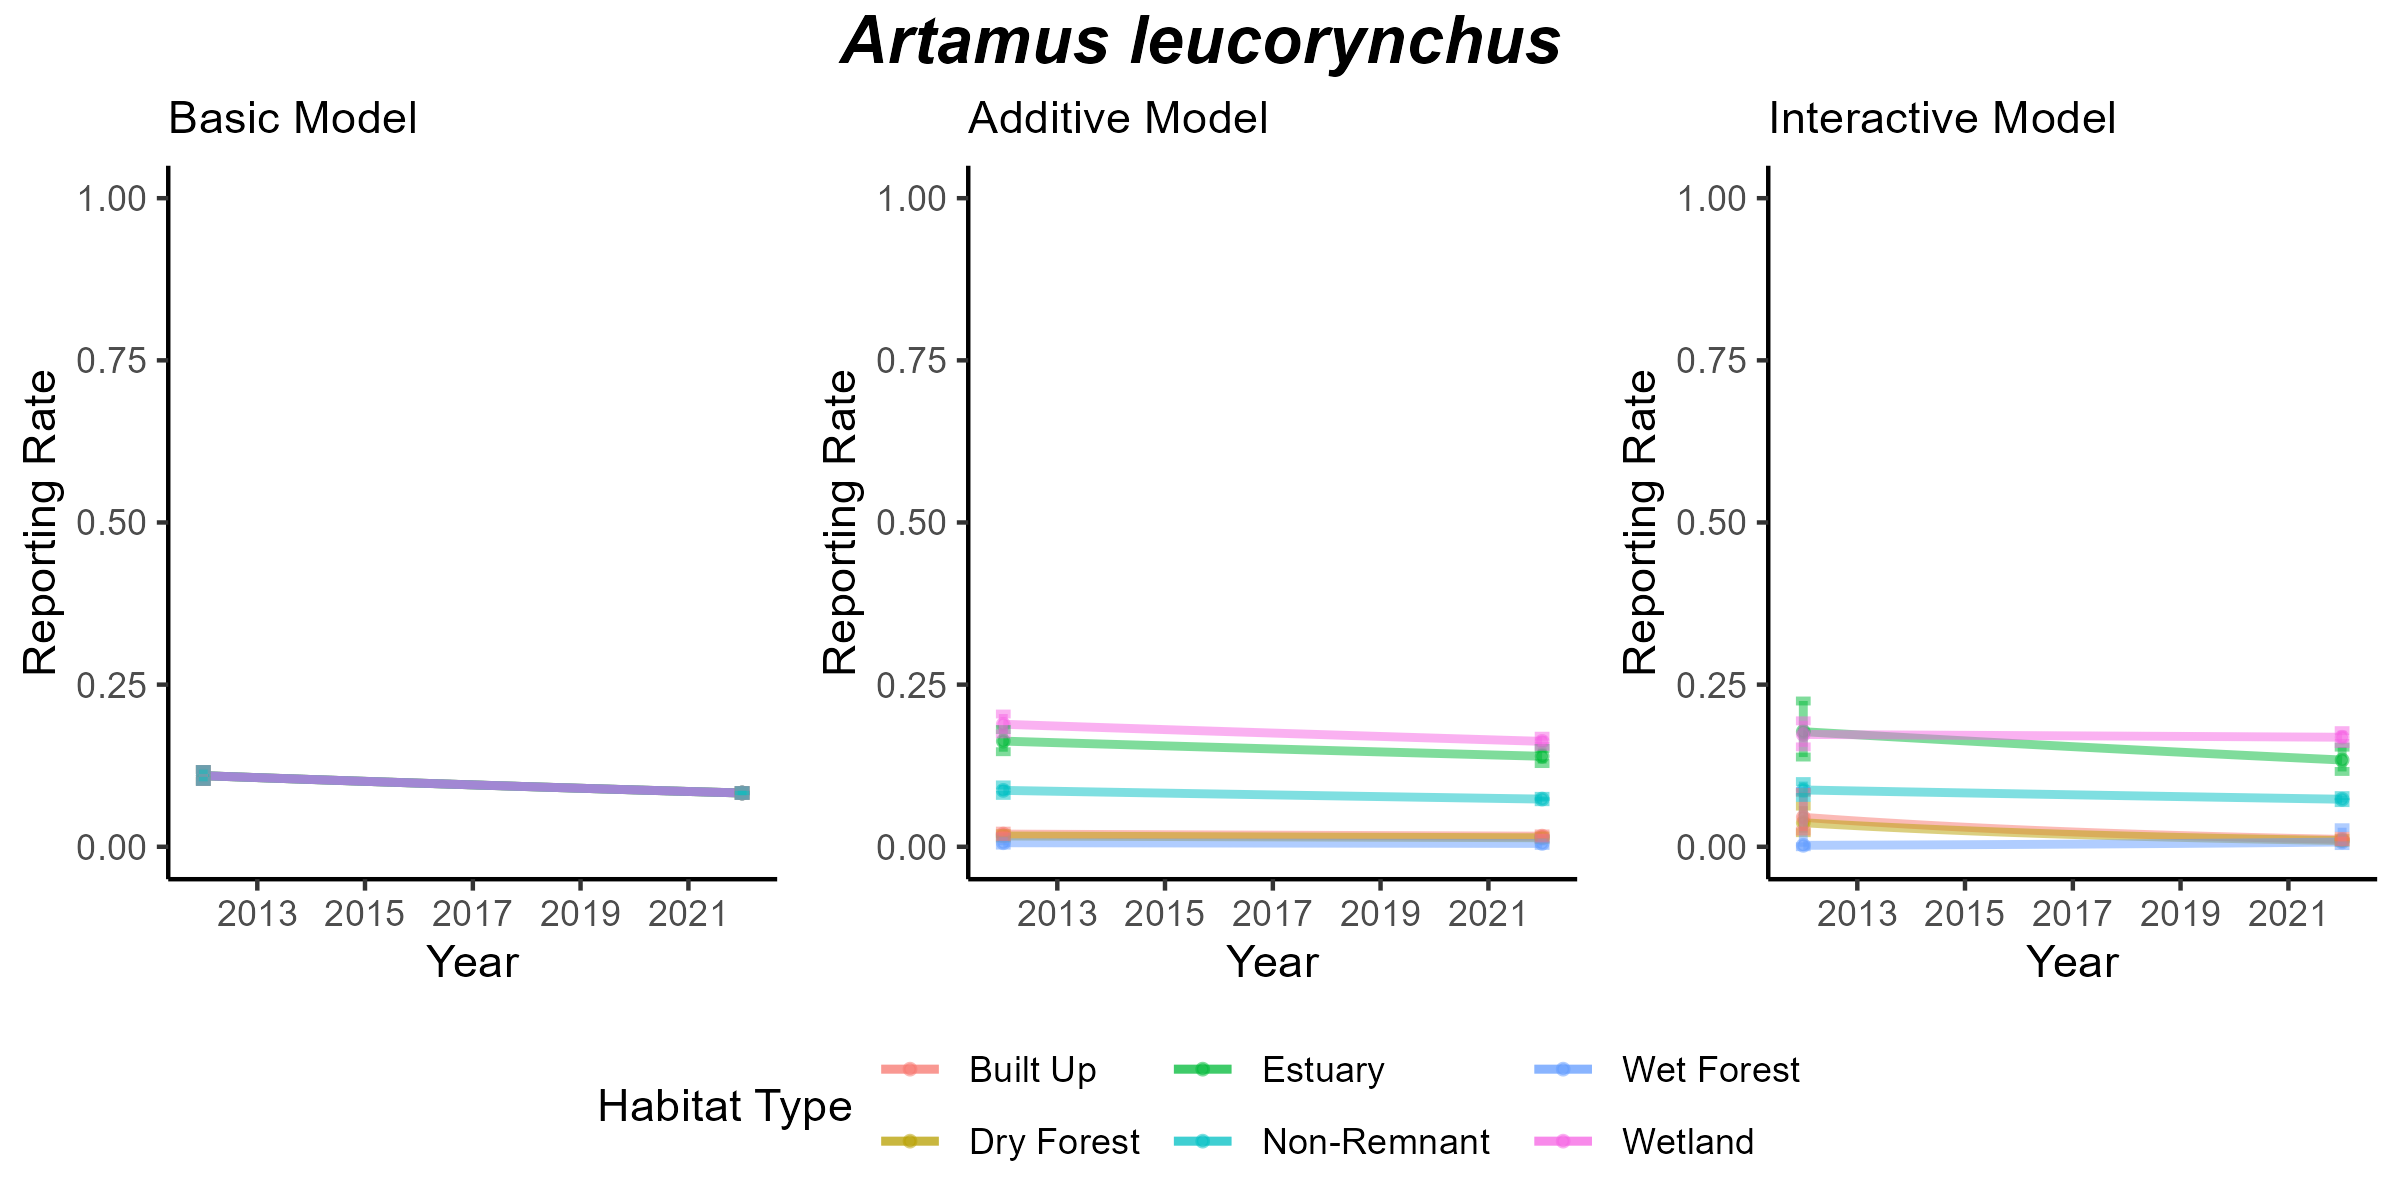 Artamus leucorynchus
Basic Model
Reporting Rate
1.00
0.75
0.50
0.25
0.00
2013 2015 2017 2019 2021
Year
Additive Model
Reporting Rate
1.00
0.75
0.50
0.25
0.00
2013 2015 2017 2019 2021
Year
Interactive Model
Reporting Rate
1.00
0.75
0.50
0.25
0.00
2013 2015 2017 2019 2021
Year
Habitat Type
Built Up
Estuary
Wet Forest
Dry Forest
Non-Remnant
Wetland